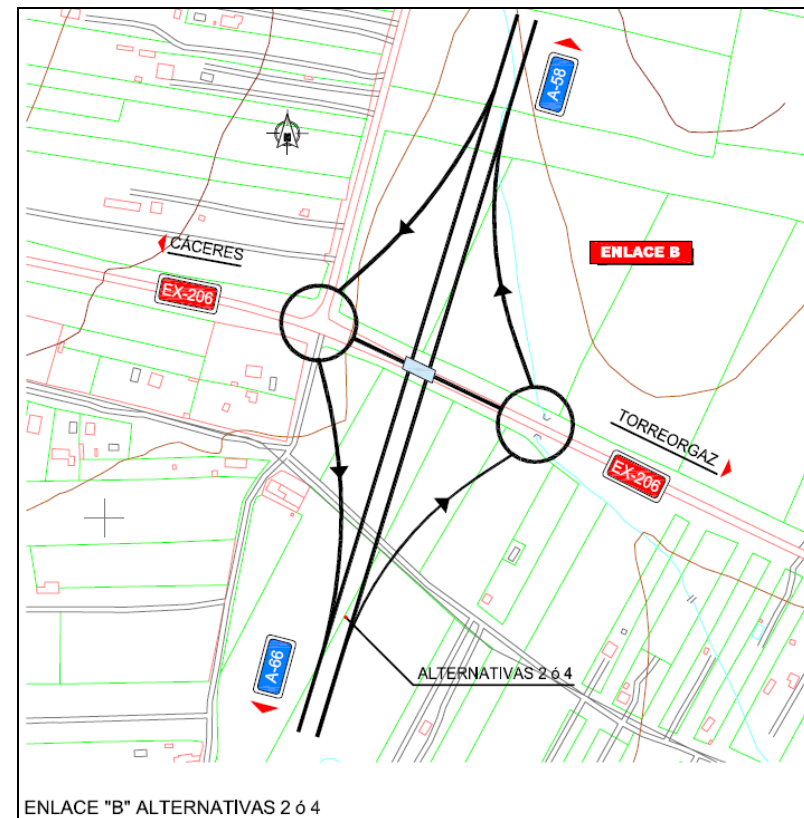 A-58
CÁCERES
ENLACE B
EX-206
TORREORGAZ
EX-206
A-66
ALTERNATIVAS 2 ó 4
ENLACE "B" ALTERNATIVAS 2 ó 4